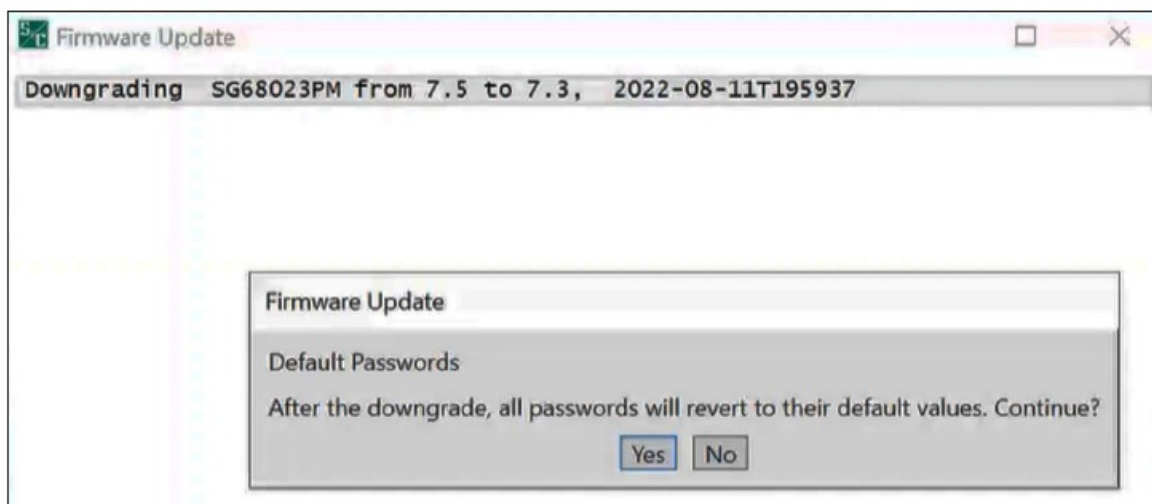 S/C Firmware Update
Downgrading SG68023PM from 7.5 to 7.3, 2022-08-11T195937
Firmware Update
Default Passwords
After the downgrade, all passwords will revert to their default values. Continue?
Yes No